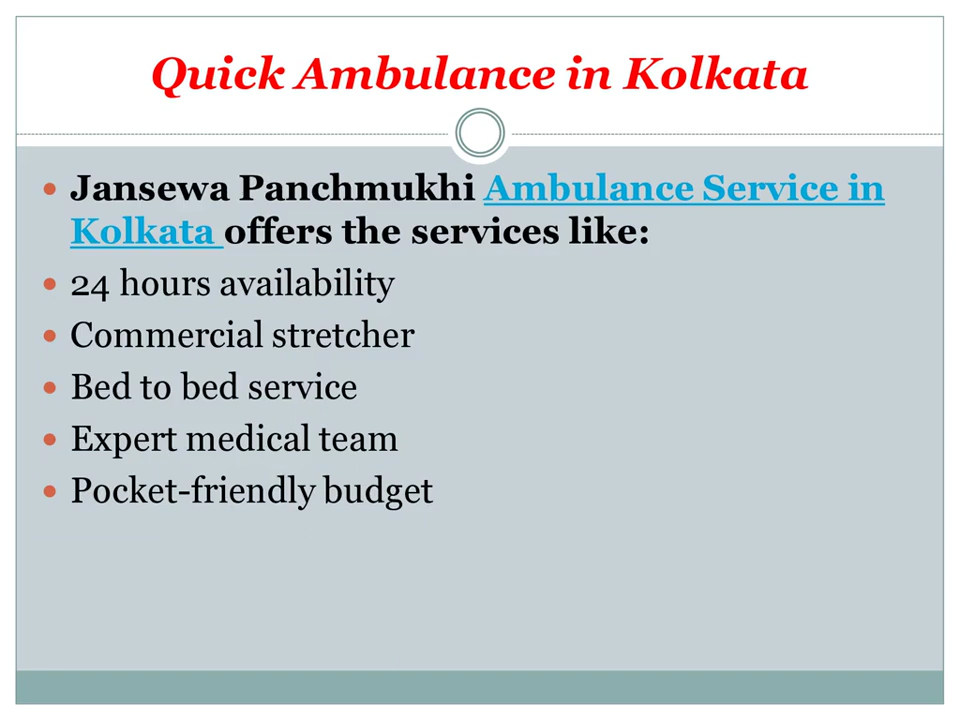 Quick Ambulance in Kolkata
Jansewa Panchmukhi Ambulance Service in
Kolkata offers the services like:
24 hours availability
Commercial stretcher
Bed to bed service
Expert medical team
Pocket-friendly budget